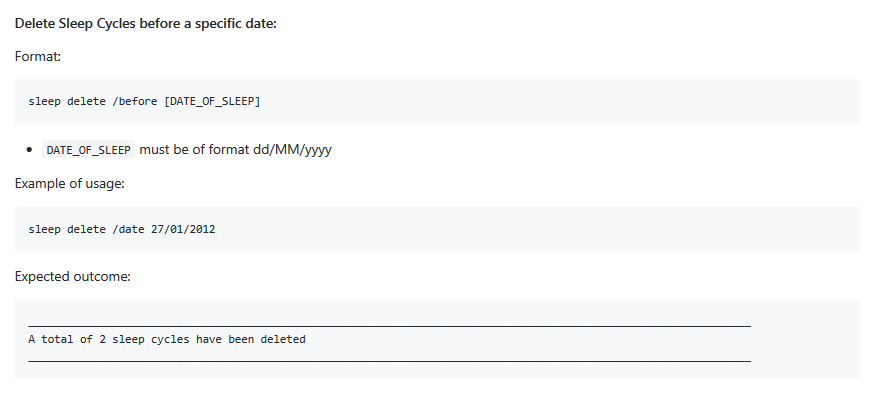 Delete Sleep Cycles before a specific date:
Format:
sleep delete /before [DATE_OF_SLEEP]
DATE_OF_SLEEP must be of format dd/MM/yyyy
Example of usage:
sleep delete /date 27/01/2012
Expected outcome:
A total of 2 sleep cycles have been deleted